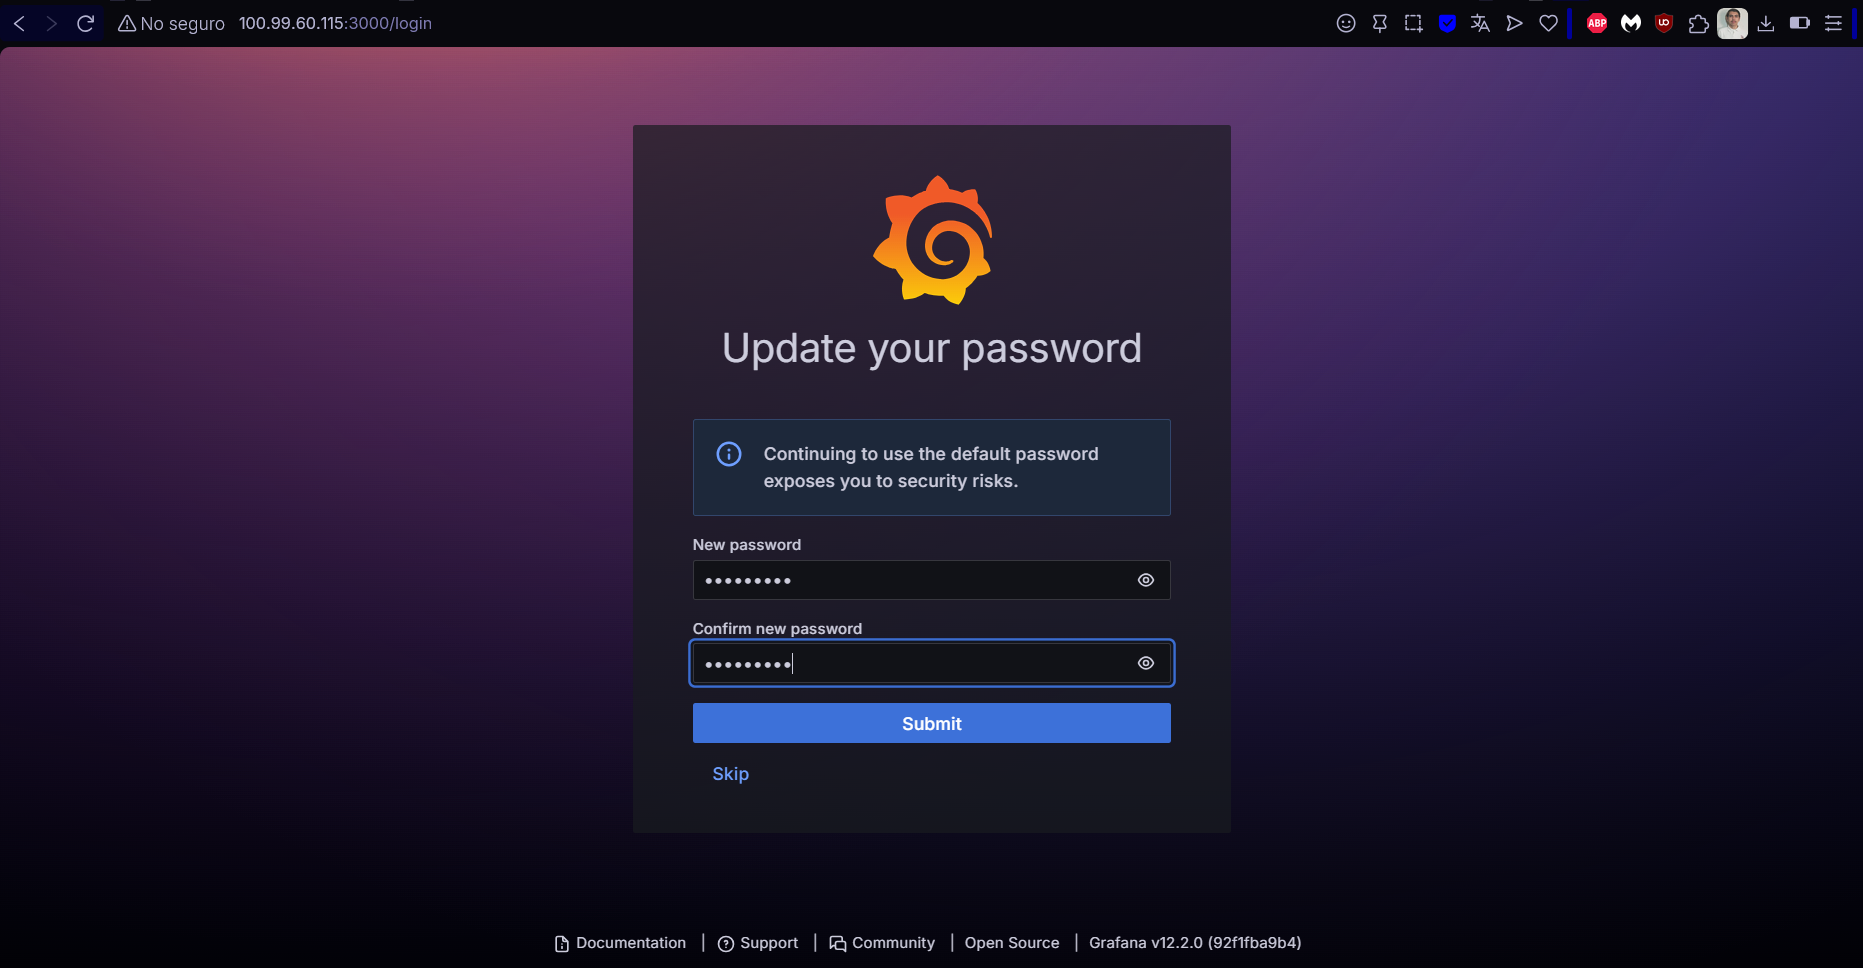 No seguro 100.99.60.115:3000/login
ABP
UO
Update your password
Continuing to use the default password
exposes you to security risks.
New password
•••••••••
Confirm new password
•••••••••
Submit
Skip
Documentation | Support | Community | Open Source | Grafana v12.2.0 (92f1fba9b4)